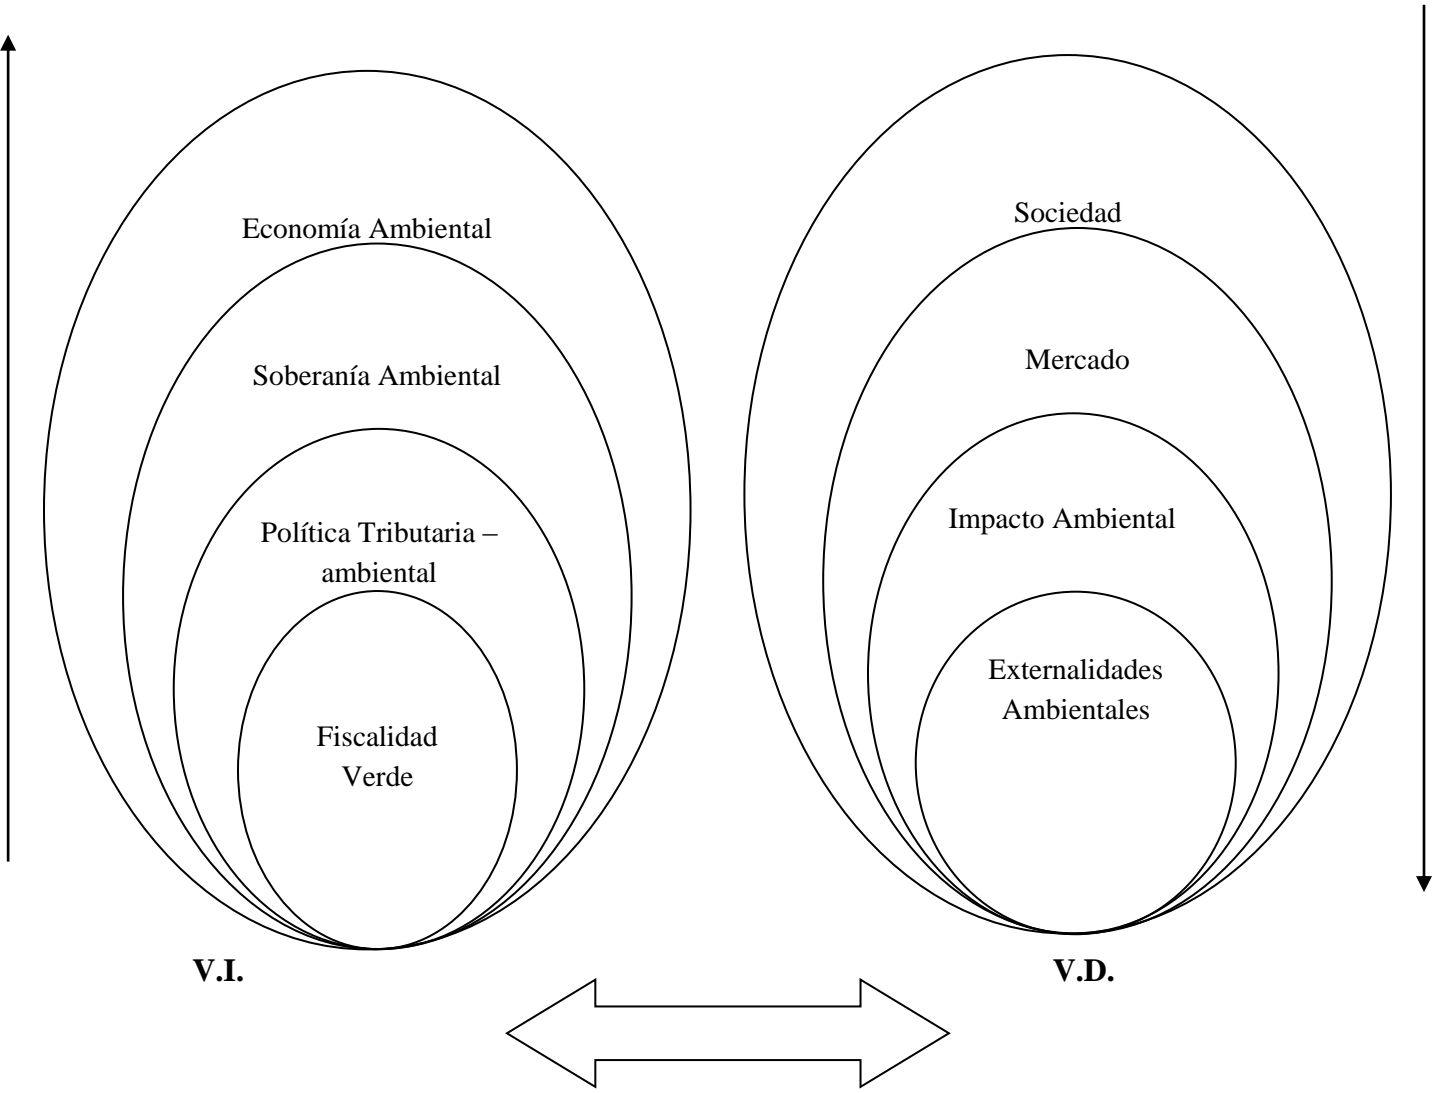 Economía Ambiental
Soberanía Ambiental
Política Tributaria –
ambiental
Fiscalidad
Verde
V.I.
Sociedad
Mercado
Impacto Ambiental
Externalidades
Ambientales
V.D.